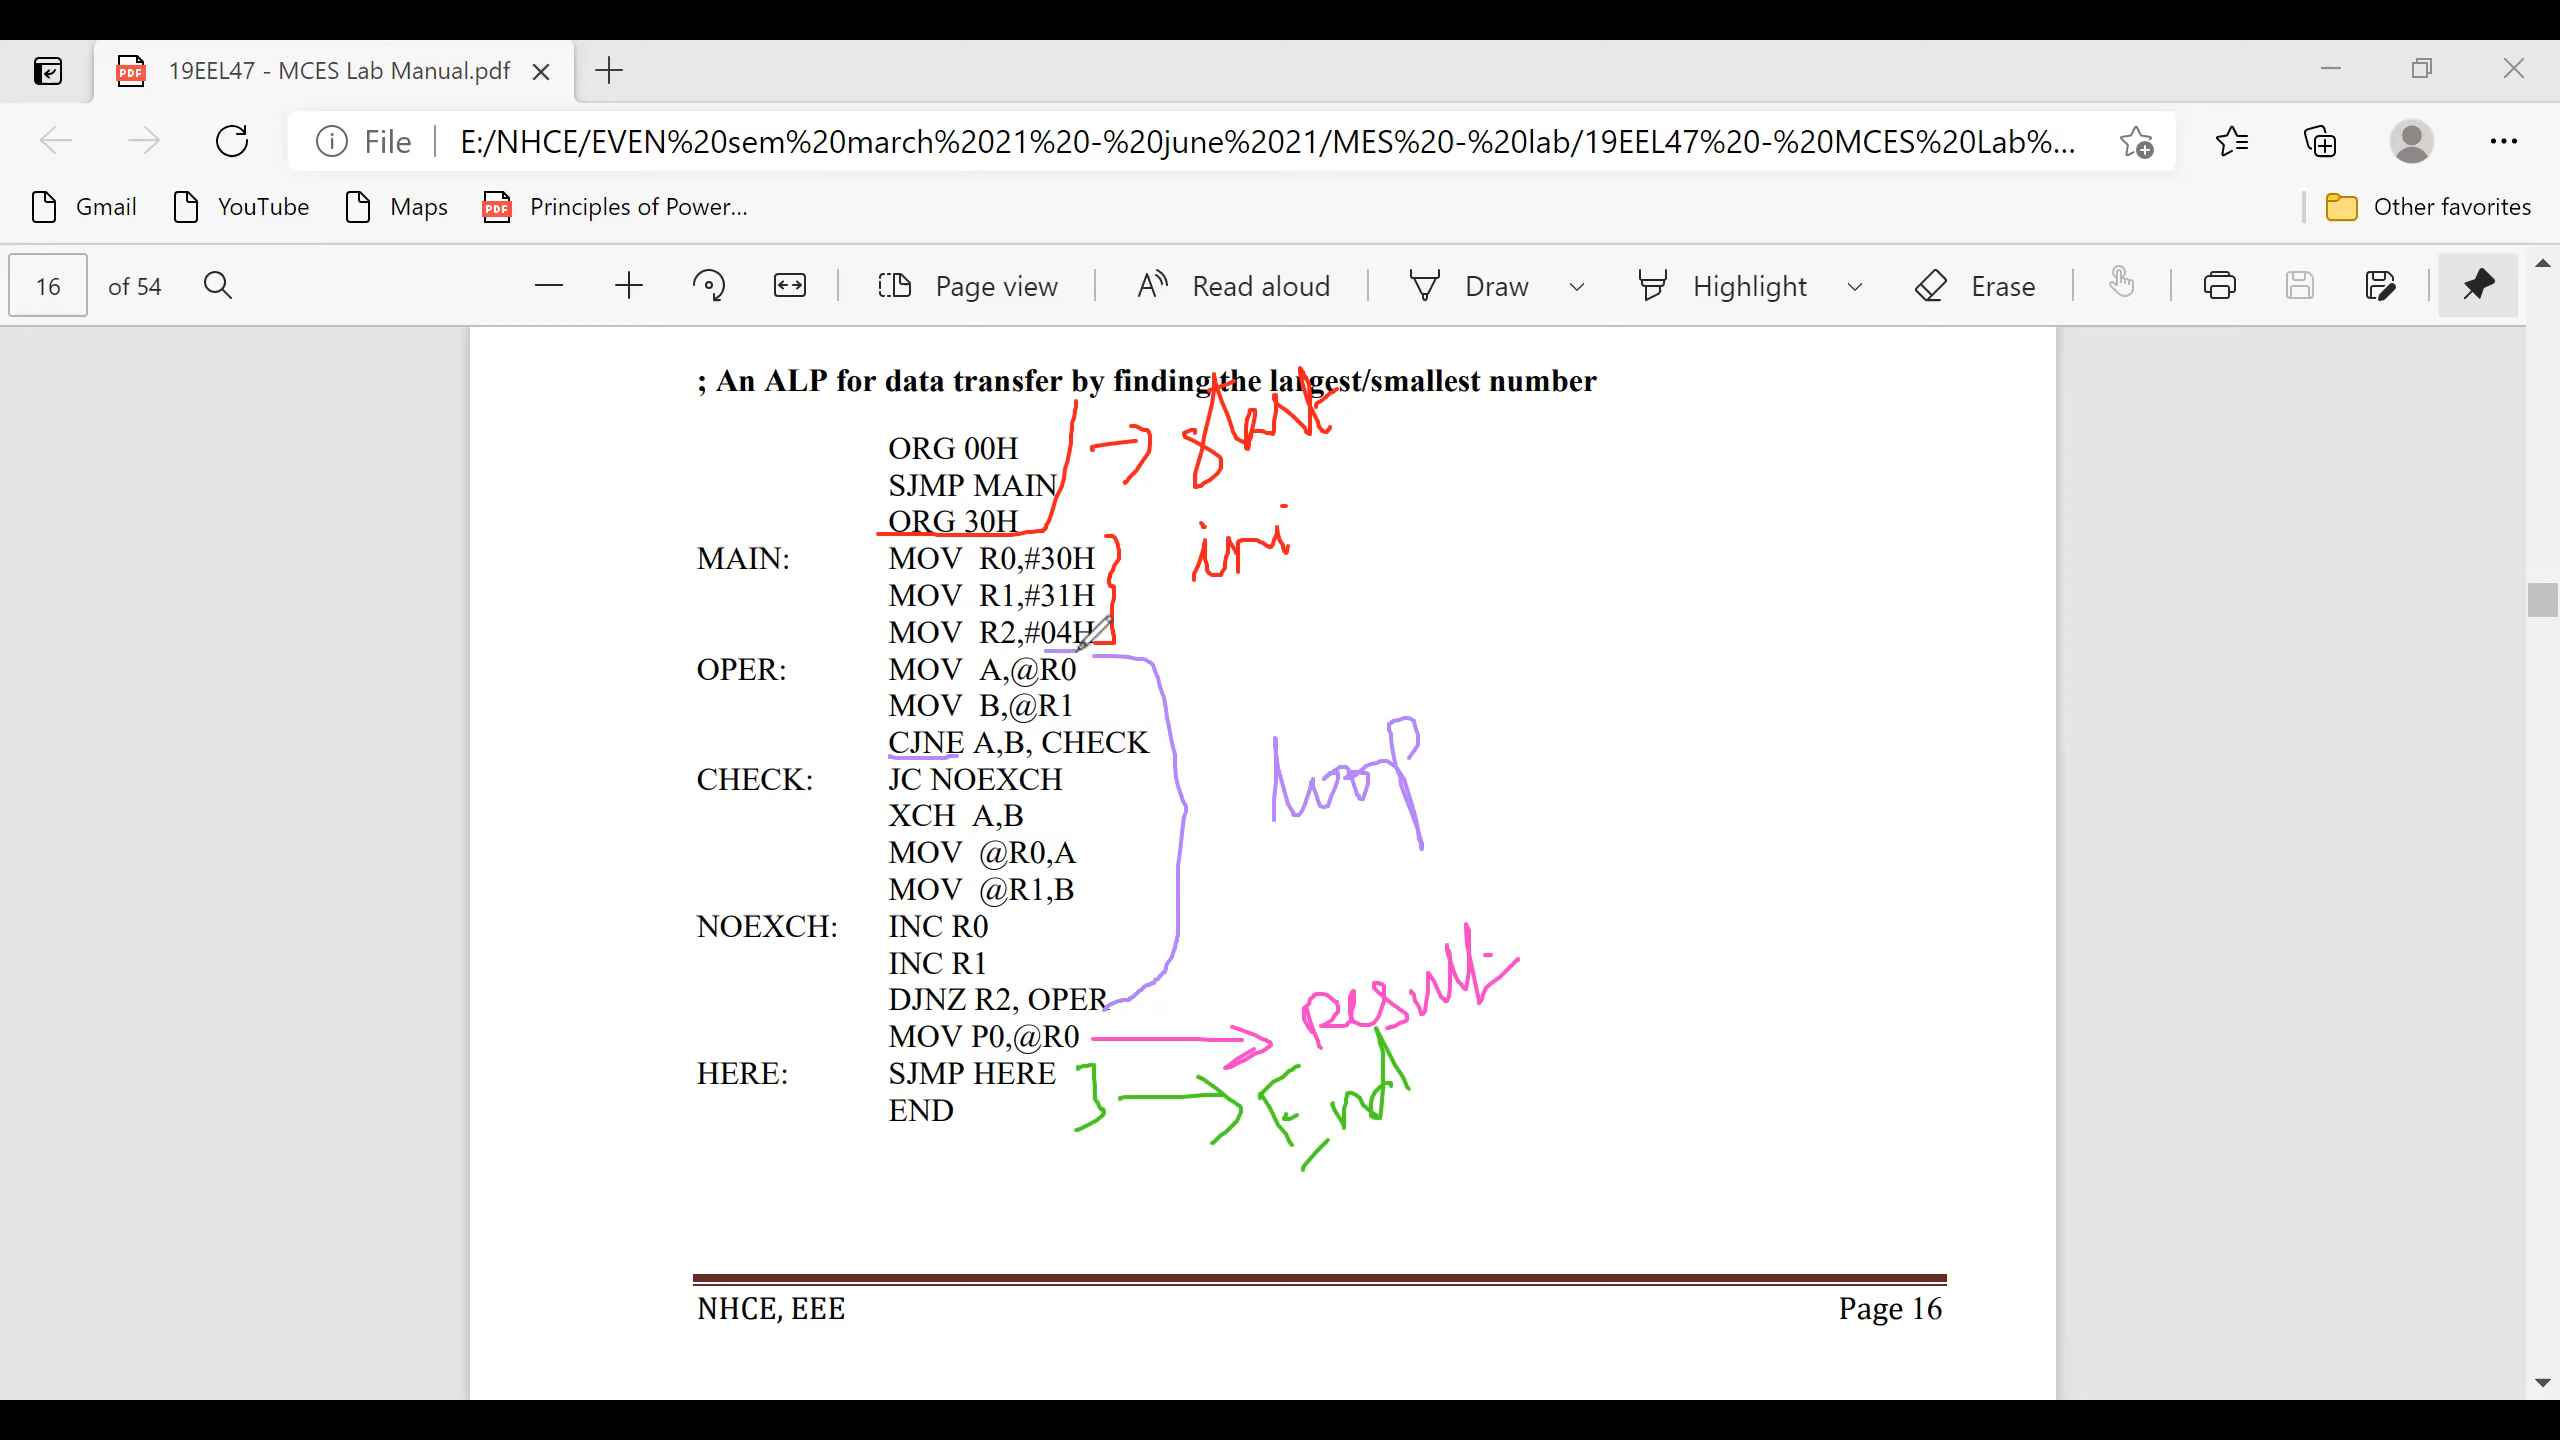 19EEL47 - MCES Lab Manual.pdf
File E:/NHCE/EVEN%20sem%20march%2021%20-%20june%2021/MES%20-%20lab/19EEL47%20-%20MCES%20Lab%...
Gmail YouTube Maps Principles of Power... Other favorites
16 of 54 Page view Read aloud Draw Highlight Erase
; An ALP for data transfer by finding the largest/smallest number
ORG 00H start
SJMP MAIN
ORG 30H
MAIN: MOV R0,#30H ini
MOV R1,#31H
MOV R2,#04H
OPER: MOV A,@R0
MOV B,@R1
CJNE A,B, CHECK
CHECK: JC NOEXCH loop
XCH A,B
MOV @R0,A
MOV @R1,B
NOEXCH: INC R0
INC R1
DJNZ R2, OPER
MOV P0,@R0 result
HERE: SJMP HERE
END End
NHCE, EEE Page 16